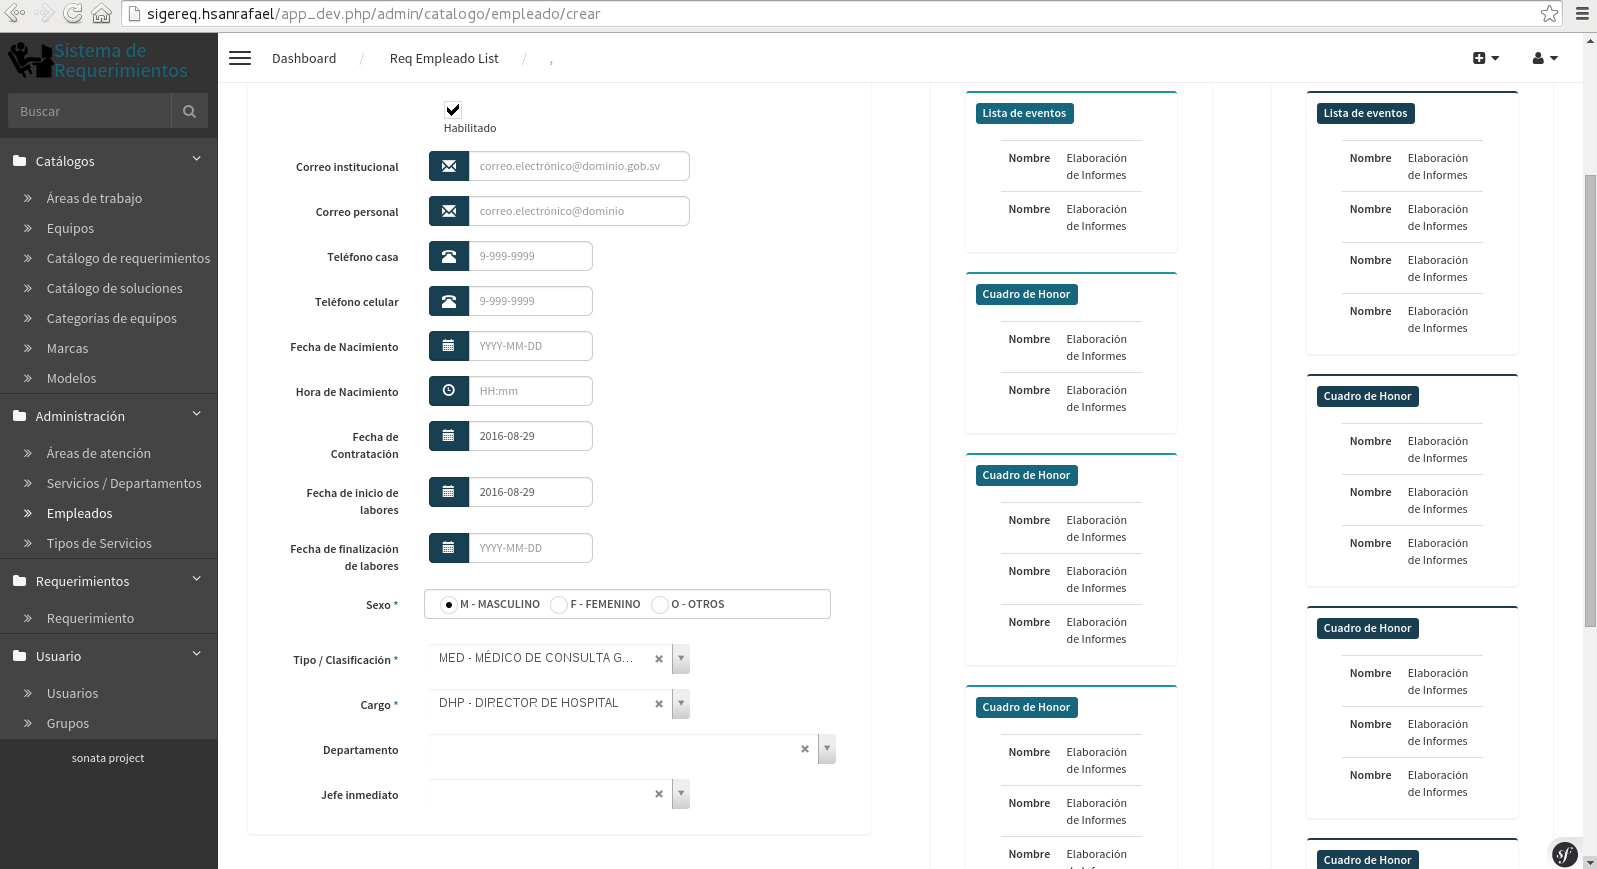 sigereq.hsanrafael/app_dev.php/admin/catalogo/empleado/crear
Sistema de
Requerimientos
Buscar
Catálogos
Áreas de trabajo
Equipos
Catálogo de requerimientos
Catálogo de soluciones
Categorías de equipos
Marcas
Modelos
Administración
Áreas de atención
Servicios / Departamentos
Empleados
Tipos de Servicios
Requerimientos
Requerimiento
Usuario
Usuarios
Grupos
sonata project
Dashboard / Req Empleado List / ,
Habilitado
Correo institucional correo.electrónico@dominio.gob.sv
Correo personal correo.electrónico@dominio
Teléfono casa 9-999-9999
Teléfono celular 9-999-9999
Fecha de Nacimiento YYYY-MM-DD
Hora de Nacimiento HH:mm
Fecha de
Contratación
2016-08-29
Fecha de inicio de
labores
2016-08-29
Fecha de finalización
de labores
YYYY-MM-DD
Sexo * M - MASCULINO F - FEMENINO O - OTROS
Tipo / Clasificación * MED - MÉDICO DE CONSULTA G...
Cargo * DHP - DIRECTOR DE HOSPITAL
Departamento
Jefe inmediato
Lista de eventos
Nombre Elaboración
de Informes
Nombre Elaboración
de Informes
Cuadro de Honor
Nombre Elaboración
de Informes
Nombre Elaboración
de Informes
Cuadro de Honor
Nombre Elaboración
de Informes
Nombre Elaboración
de Informes
Nombre Elaboración
de Informes
Cuadro de Honor
Nombre Elaboración
de Informes
Nombre Elaboración
de Informes
Nombre Elaboración
Lista de eventos
Nombre Elaboración
de Informes
Nombre Elaboración
de Informes
Nombre Elaboración
de Informes
Nombre Elaboración
de Informes
Cuadro de Honor
Nombre Elaboración
de Informes
Nombre Elaboración
de Informes
Nombre Elaboración
de Informes
Cuadro de Honor
Nombre Elaboración
de Informes
Nombre Elaboración
de Informes
Nombre Elaboración
de Informes
Cuadro de Honor
sf